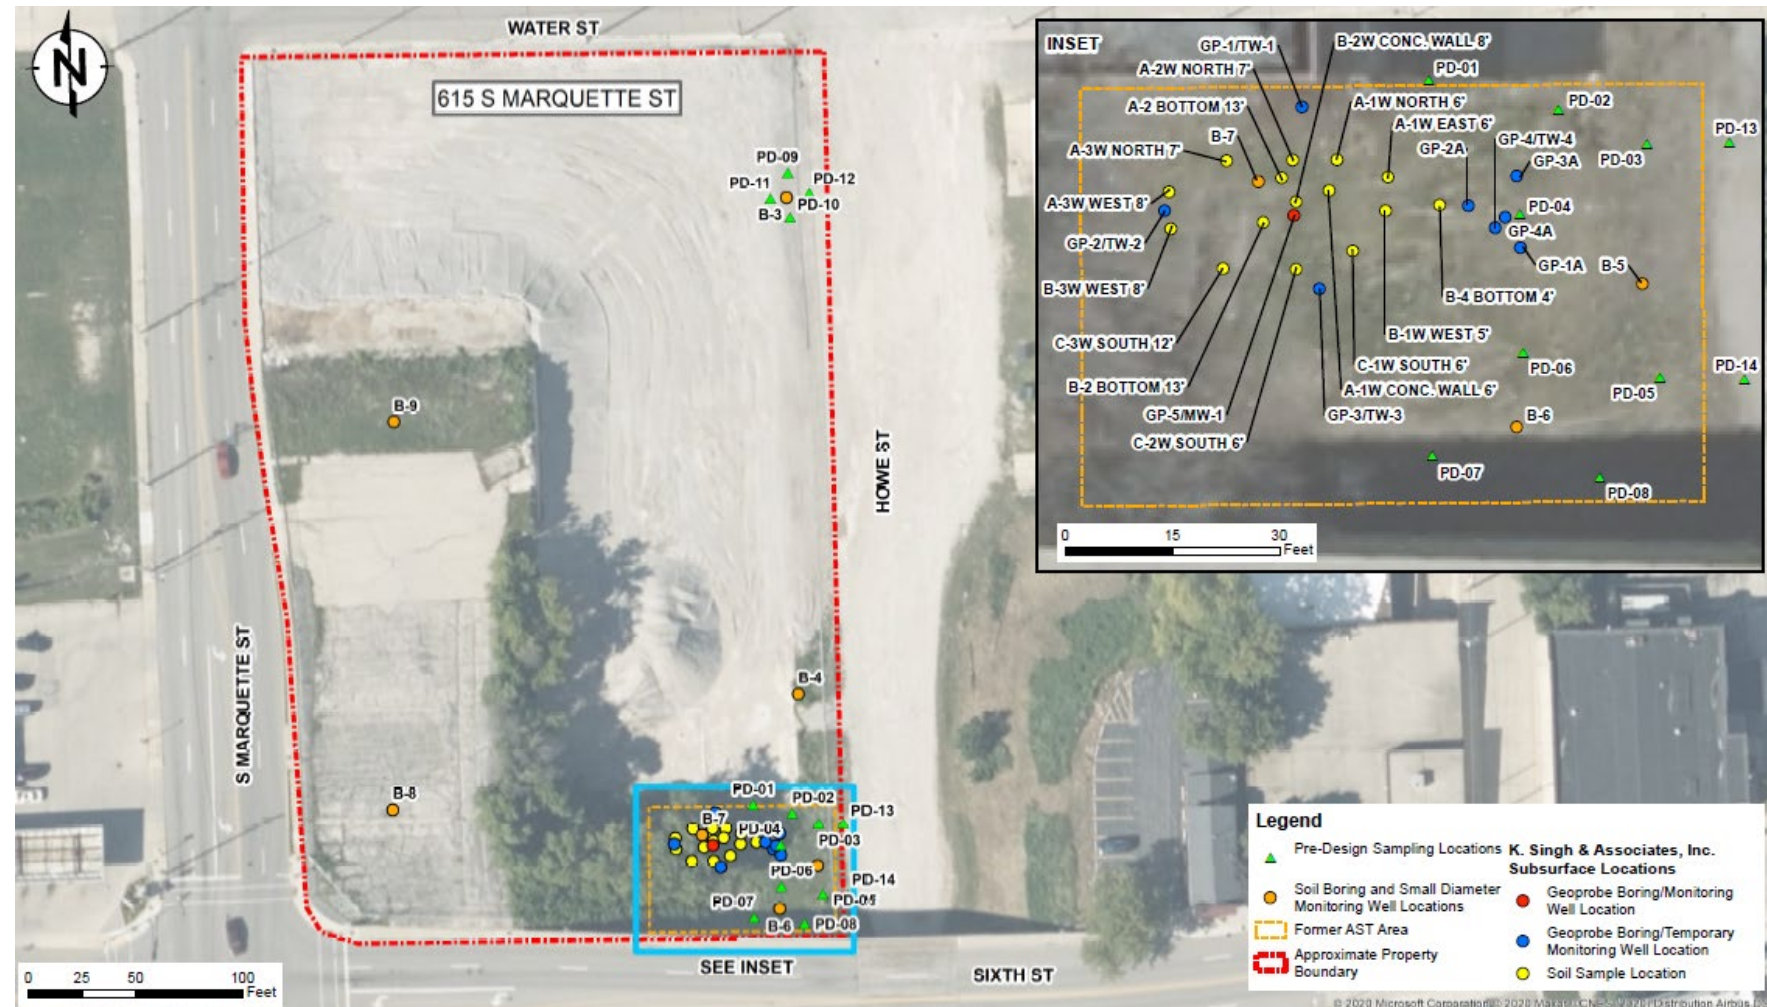 WATER ST
N
615 S MARQUETTE ST
PD-09
PD-11
PD-12
PD-10
B-3
B-9
HOWE ST
S MARQUETTE ST
B-4
B-8
PD-01
PD-02
PD-13
B-7
PD-04
PD-03
PD-06
PD-14
PD-07
PD-05
B-6
PD-08
SEE INSET
SIXTH ST
0 25 50 100
Feet
INSET
GP-1/TW-1
B-2W CONC. WALL 8'
A-2W NORTH 7'
PD-01
A-2 BOTTOM 13'
A-1W NORTH 6'
PD-02
B-7
A-1W EAST 6'
GP-4/TW-4
PD-13
A-3W NORTH 7'
GP-2A
GP-3A
PD-03
A-3W WEST 8'
PD-04
GP-4A
GP-2/TW-2
GP-1A
B-5
B-3W WEST 8'
B-4 BOTTOM 4'
C-3W SOUTH 12'
B-1W WEST 5'
C-1W SOUTH 6'
PD-06
PD-14
B-2 BOTTOM 13'
A-1W CONC. WALL 6'
PD-05
GP-5/MW-1
GP-3/TW-3
B-6
C-2W SOUTH 6'
PD-07
PD-08
0 15 30
Feet
Legend
Pre-Design Sampling Locations
Soil Boring and Small Diameter
Monitoring Well Locations
Former AST Area
Approximate Property
Boundary
K. Singh & Associates, Inc.
Subsurface Locations
Geoprobe Boring/Monitoring
Well Location
Geoprobe Boring/Temporary
Monitoring Well Location
Soil Sample Location
© 2020 Microsoft Corporation © 2020 Maxar © CNES 2020 Distribution Airbus